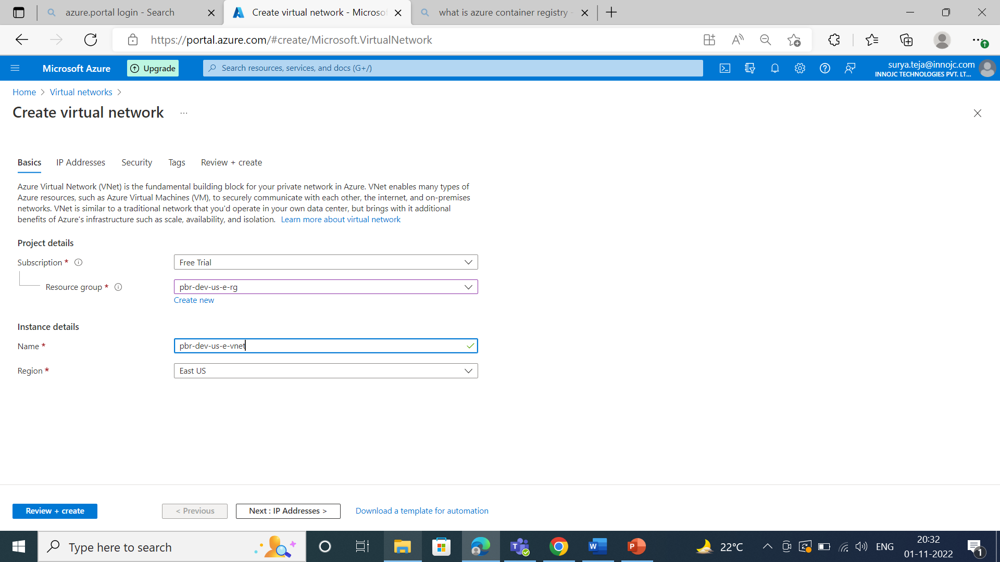 azure.portal login - Search
Create virtual network - Microsof
what is azure container registry -
https://portal.azure.com/#create/Microsoft.VirtualNetwork
Microsoft Azure
Upgrade
Search resources, services, and docs (G+/)
surya.teja@innojc.com
INNOJC TECHNOLOGIES PVT. LT...
Home > Virtual networks >
Create virtual network ...
Basics IP Addresses Security Tags Review + create
Azure Virtual Network (VNet) is the fundamental building block for your private network in Azure. VNet enables many types of
Azure resources, such as Azure Virtual Machines (VM), to securely communicate with each other, the internet, and on-premises
networks. VNet is similar to a traditional network that you'd operate in your own data center, but brings with it additional
benefits of Azure's infrastructure such as scale, availability, and isolation. Learn more about virtual network
Project details
Subscription * Free Trial
Resource group * pbr-dev-us-e-rg
Create new
Instance details
Name * pbr-dev-us-e-vnet
Region * East US
Review + create < Previous Next : IP Addresses > Download a template for automation
Type here to search
22°C
ENG
20:32
01-11-2022
1